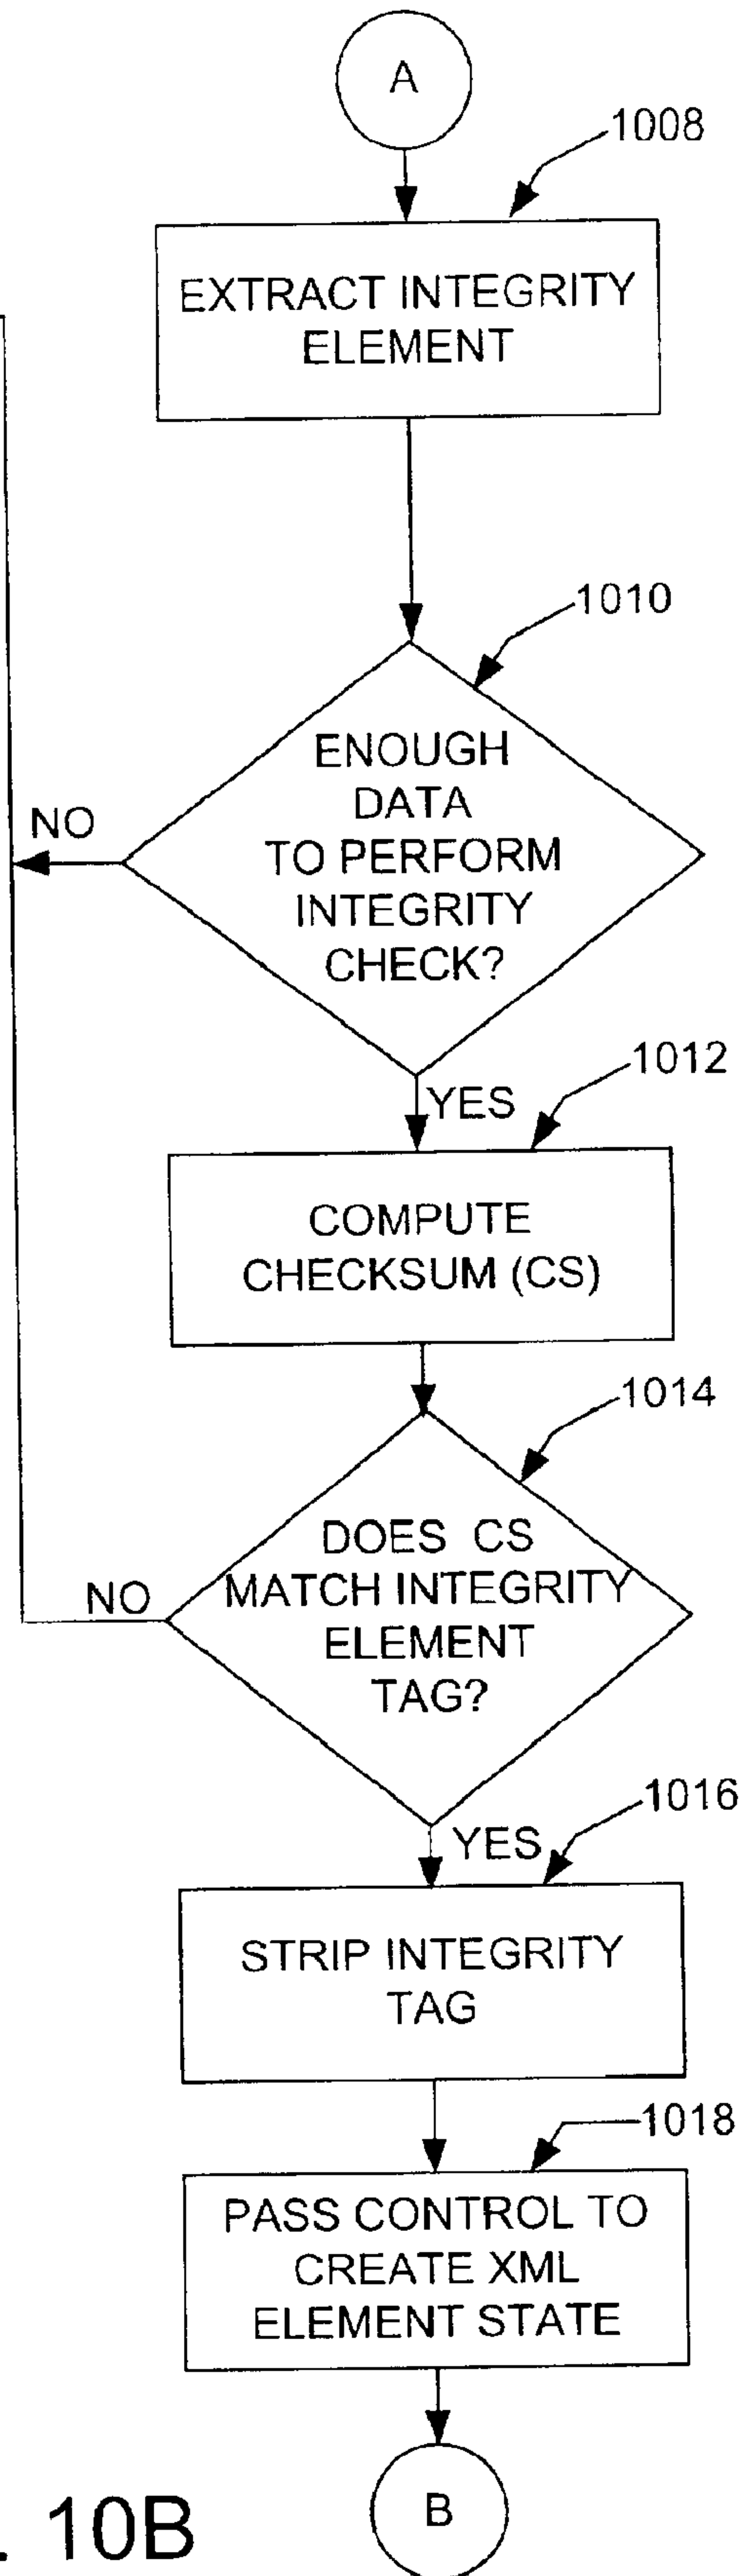 A
1008
EXTRACT INTEGRITY
ELEMENT
1010
ENOUGH
DATA
TO PERFORM
INTEGRITY
CHECK?
NO
YES
1012
COMPUTE
CHECKSUM (CS)
1014
DOES CS
MATCH INTEGRITY
ELEMENT
TAG?
NO
YES
1016
STRIP INTEGRITY
TAG
1018
PASS CONTROL TO
CREATE XML
ELEMENT STATE
B
. 10B